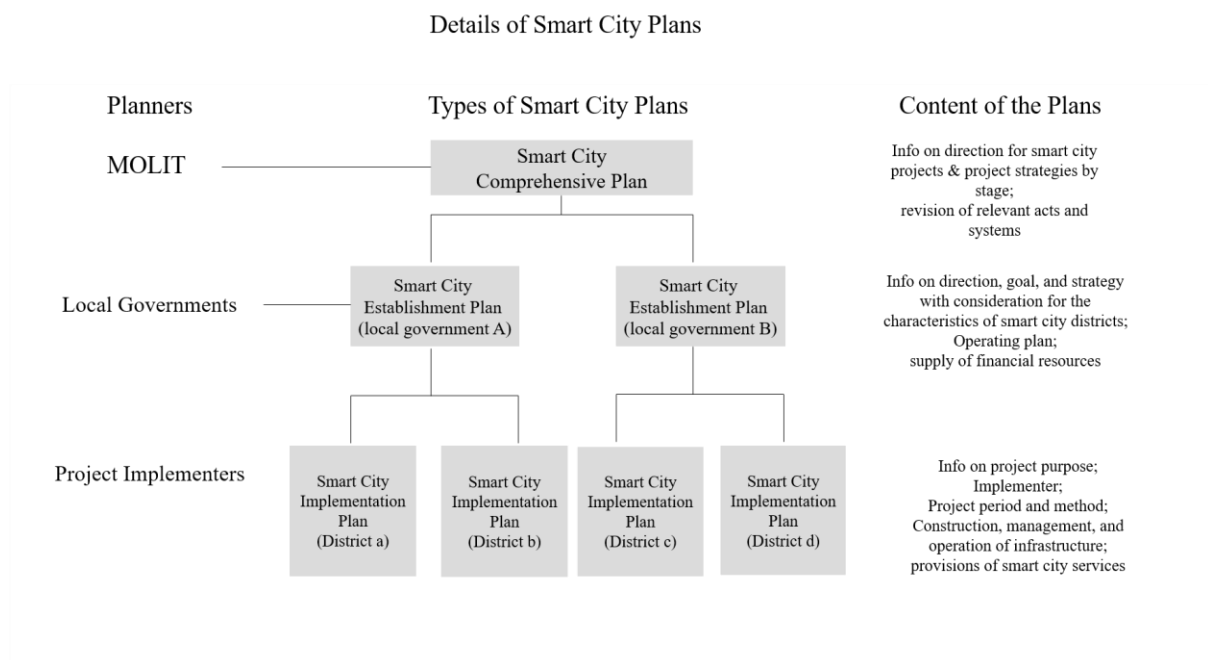 Details of Smart City Plans
Planners
Types of Smart City Plans
Content of the Plans
MOLIT
Smart City
Comprehensive Plan
Info on direction for smart city
projects & project strategies by
stage;
revision of relevant acts and
systems
Local Governments
Smart City
Establishment Plan
(local government A)
Smart City
Establishment Plan
(local government B)
Info on direction, goal, and strategy
with consideration for the
characteristics of smart city districts;
Operating plan;
supply of financial resources
Project Implementers
Smart City
Implementation
Plan
(District a)
Smart City
Implementation
Plan
(District b)
Smart City
Implementation
Plan
(District c)
Smart City
Implementation
Plan
(District d)
Info on project purpose;
Implementer;
Project period and method;
Construction, management, and
operation of infrastructure;
provisions of smart city services